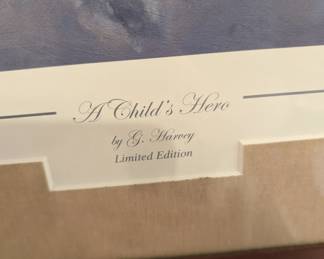 A Child's Hero
by G. Harvey
Limited Edition